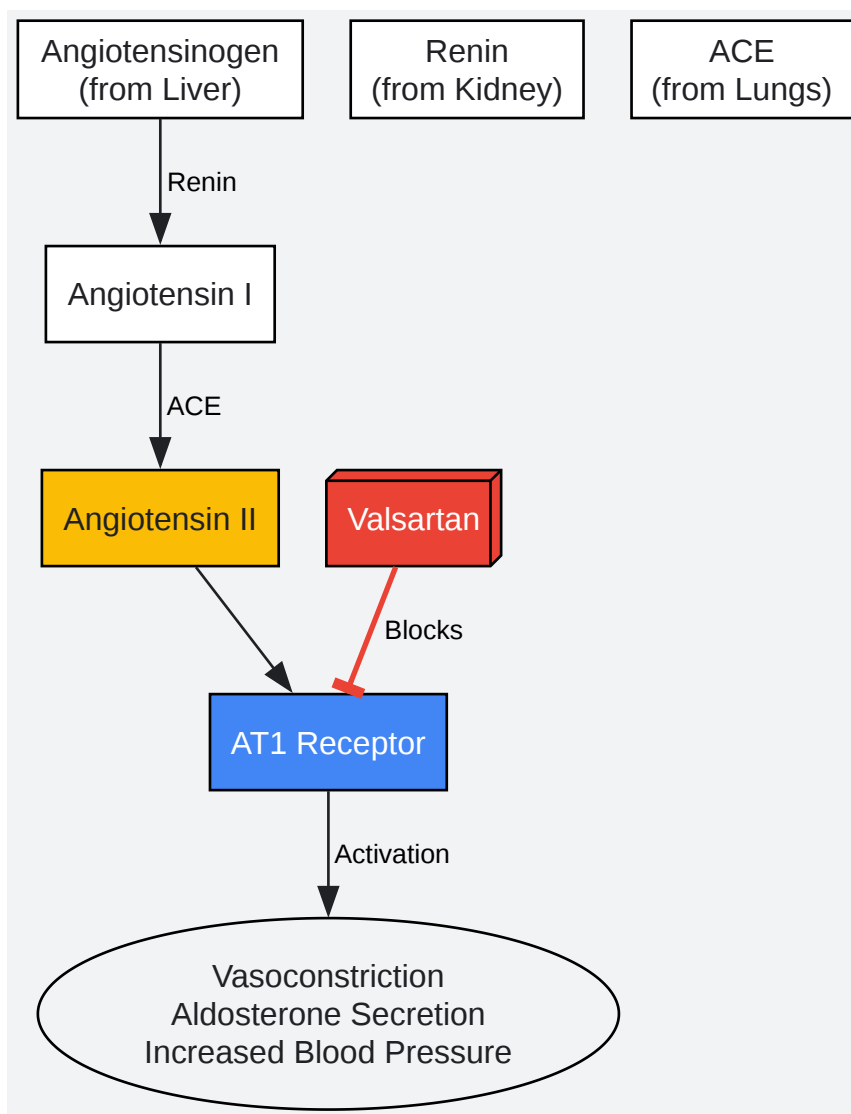 Angiotensinogen
(from Liver)
Renin
(from Kidney)
ACE
(from Lungs)
Renin
Angiotensin I
ACE
Angiotensin II
Valsartan
Blocks
AT1 Receptor
Activation
Vasoconstriction
Aldosterone Secretion
Increased Blood Pressure